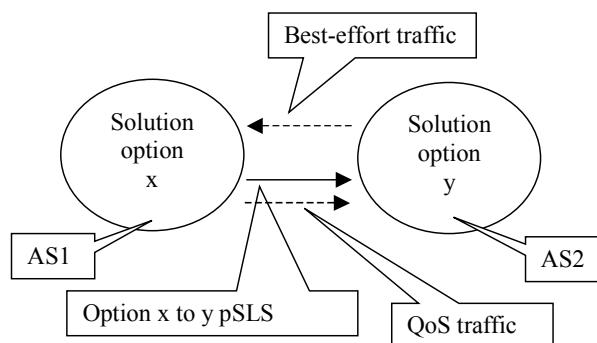 Best-effort traffic
Solution
option
x
Solution
option
y
AS1
AS2
Option x to y pSLS
QoS traffic